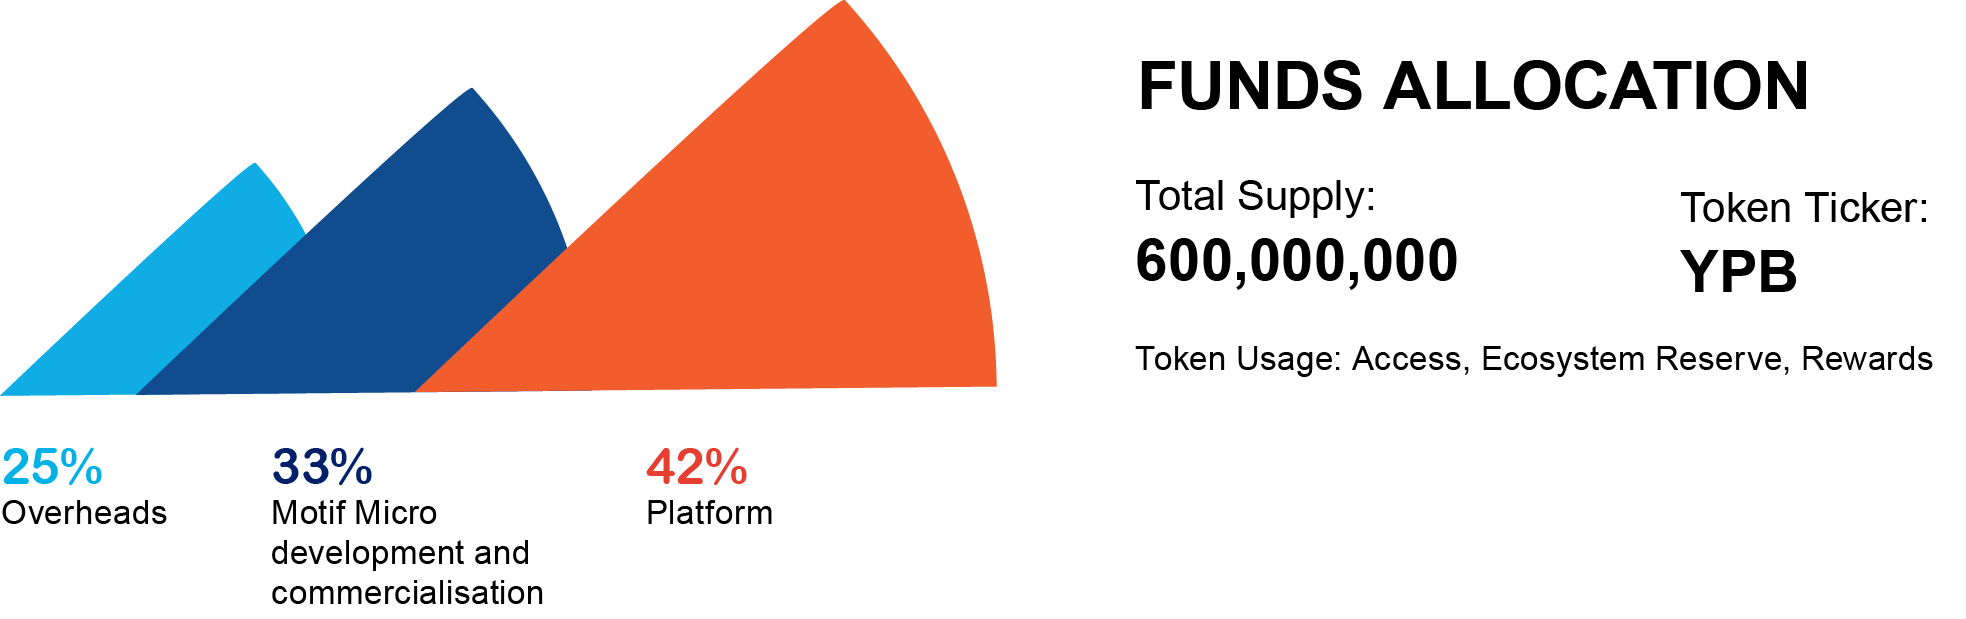 FUNDS ALLOCATION
Total Supply:
600,000,000
Token Ticker:
YPB
Token Usage: Access, Ecosystem Reserve, Rewards
25%
Overheads
33%
Motif Micro
development and
commercialisation
42%
Platform